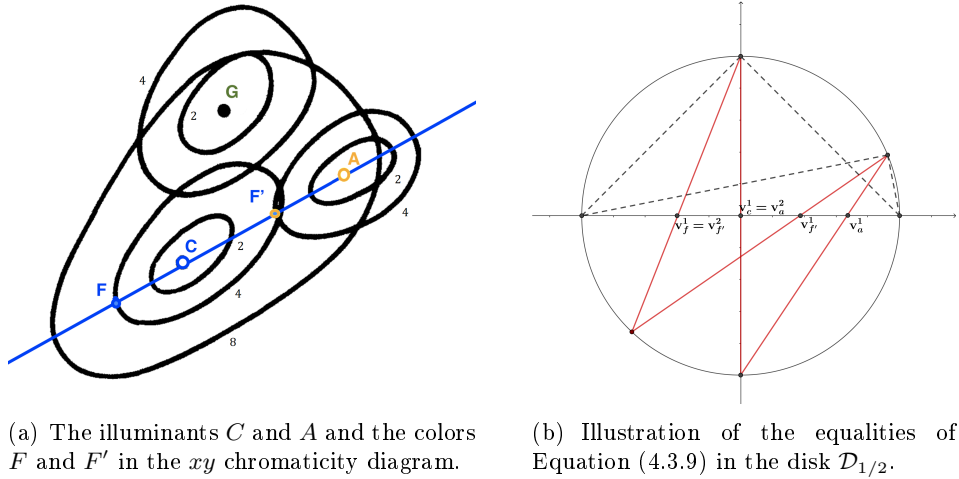 4
G
2
A
F'
2
4
C
2
F
4
8
v_c^1 = v_a^2
v_f^1 = v_{f'}^2
v_{f'}^1
v_a^1
(a) The illuminants C and A and the colors
F and F′ in the xy chromaticity diagram.
(b) Illustration of the equalities of
Equation (4.3.9) in the disk D_{1/2}.